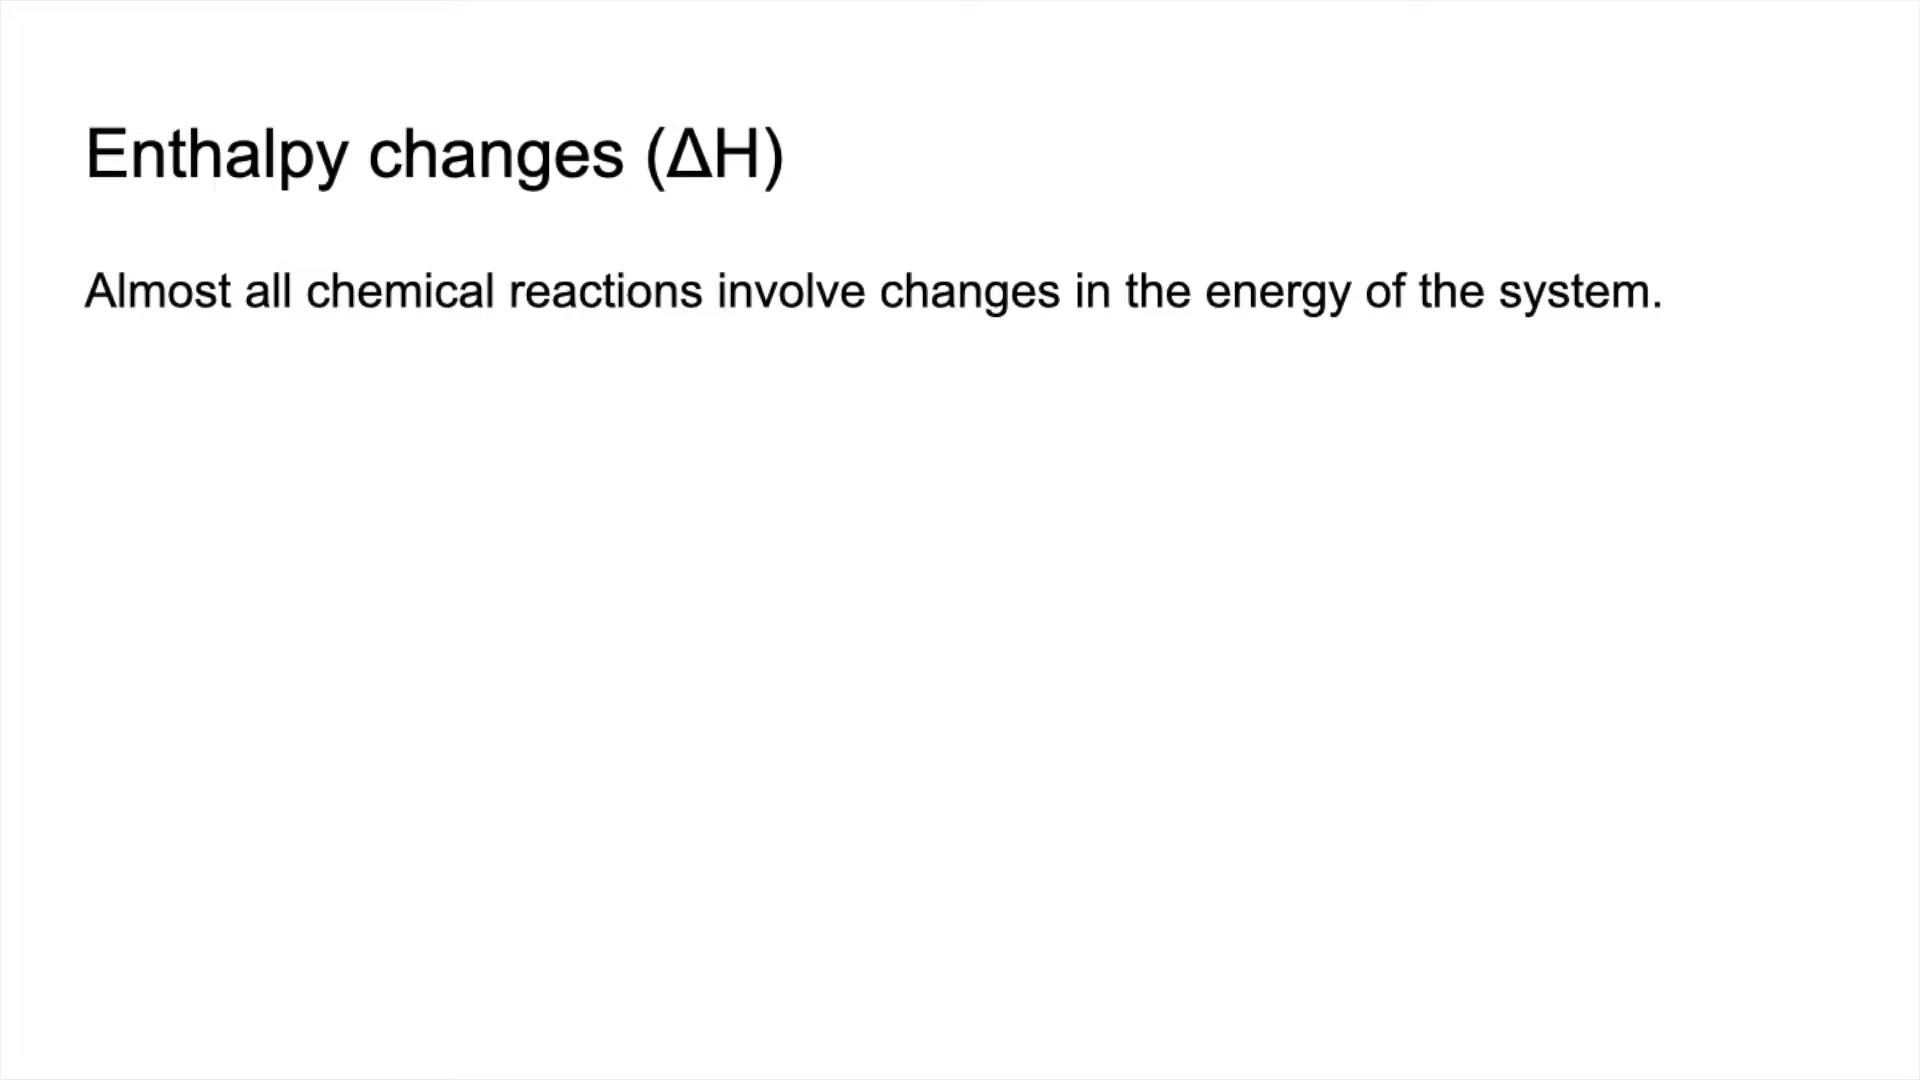 Enthalpy changes (ΔH)
Almost all chemical reactions involve changes in the energy of the system.